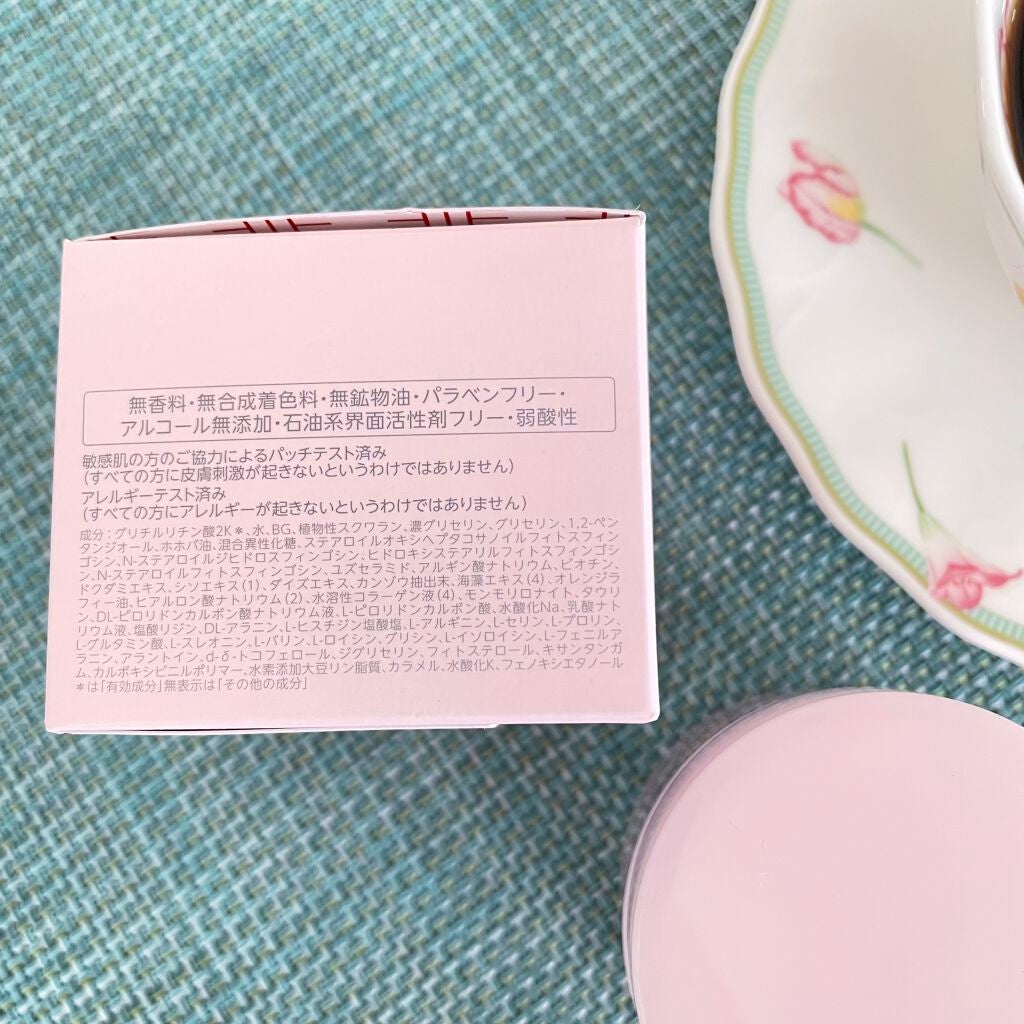 無香料・無合成着色料・無鉱物油・パラベンフリー・
アルコール無添加・石油系界面活性剤フリー・弱酸性
敏感肌の方のご協力によるパッチテスト済み
(すべての方に皮膚刺激が起きないというわけではありません)
アレルギーテスト済み
(すべての方にアレルギーが起きないというわけではありません)
成分：グリチルリチン酸2K＊、水、BG、植物性スクワラン、濃グリセリン、グリセリン、1,2-ペン
タンジオール、ホホバ油、混合異性化糖、ステアロイルオキシヘプタコサノイルフィトスフィン
ゴシン、N-ステアロイルジヒドロスフィンゴシン、ヒドロキシステアリルフィトスフィンゴシ
ン、N-ステアロイルフィトスフィンゴシン、ユズセラミド、アルギン酸ナトリウム、ビオチン、
ドクダミエキス、シソエキス(1)、ダイズエキス、カンゾウ抽出末、海藻エキス(4)、オレンジラ
フィー油、ヒアルロン酸ナトリウム(2)、水溶性コラーゲン液(4)、モンモリロナイト、タウリ
ン、DL-ピロリドンカルボン酸ナトリウム液、L-ピロリドンカルボン酸、水酸化Na、乳酸ナト
リウム液、塩酸リジン、DL-アラニン、L-ヒスチジン塩酸塩、L-アルギニン、L-セリン、L-プロリン、
L-グルタミン酸、L-スレオニン、L-バリン、L-ロイシン、グリシン、L-イソロイシン、L-フェニルア
ラニン、アラントイン、d-δ-トコフェロール、ジグリセリン、フィトステロール、キサンタンガ
ム、カルボキシビニルポリマー、水素添加大豆リン脂質、カラメル、水酸化K、フェノキシエタノール
＊は「有効成分」無表示は「その他の成分」